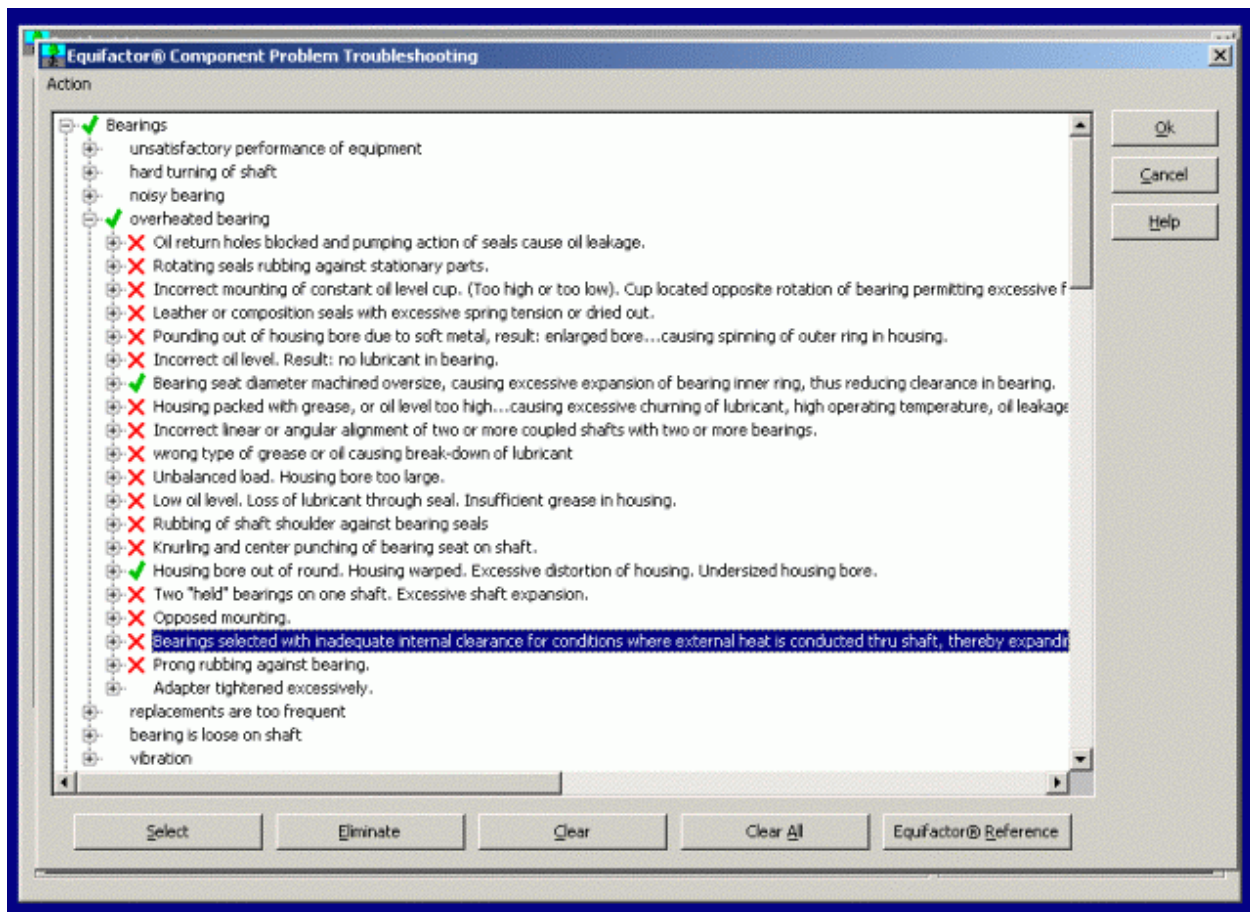 Equifactor® Component Problem Troubleshooting
Action
Bearings
unsatisfactory performance of equipment
hard turning of shaft
noisy bearing
overheated bearing
Oil return holes blocked and pumping action of seals cause oil leakage.
Rotating seals rubbing against stationary parts.
Incorrect mounting of constant oil level cup. (Too high or too low). Cup located opposite rotation of bearing permitting excessive f
Leather or composition seals with excessive spring tension or dried out.
Pounding out of housing bore due to soft metal, result: enlarged bore...causing spinning of outer ring in housing.
Incorrect oil level. Result: no lubricant in bearing.
Bearing seat diameter machined oversize, causing excessive expansion of bearing inner ring, thus reducing clearance in bearing.
Housing packed with grease, or oil level too high...causing excessive churning of lubricant, high operating temperature, oil leakage
Incorrect linear or angular alignment of two or more coupled shafts with two or more bearings.
wrong type of grease or oil causing break-down of lubricant
Unbalanced load. Housing bore too large.
Low oil level. Loss of lubricant through seal. Insufficient grease in housing.
Rubbing of shaft shoulder against bearing seals
Knurling and center punching of bearing seat on shaft.
Housing bore out of round. Housing warped. Excessive distortion of housing. Undersized housing bore.
Two "held" bearings on one shaft. Excessive shaft expansion.
Opposed mounting.
Bearings selected with inadequate internal clearance for conditions where external heat is conducted thru shaft, thereby expandi
Prong rubbing against bearing.
Adapter tightened excessively.
replacements are too frequent
bearing is loose on shaft
vibration
Ok
Cancel
Help
Select
Eliminate
Clear
Clear All
Equifactor® Reference